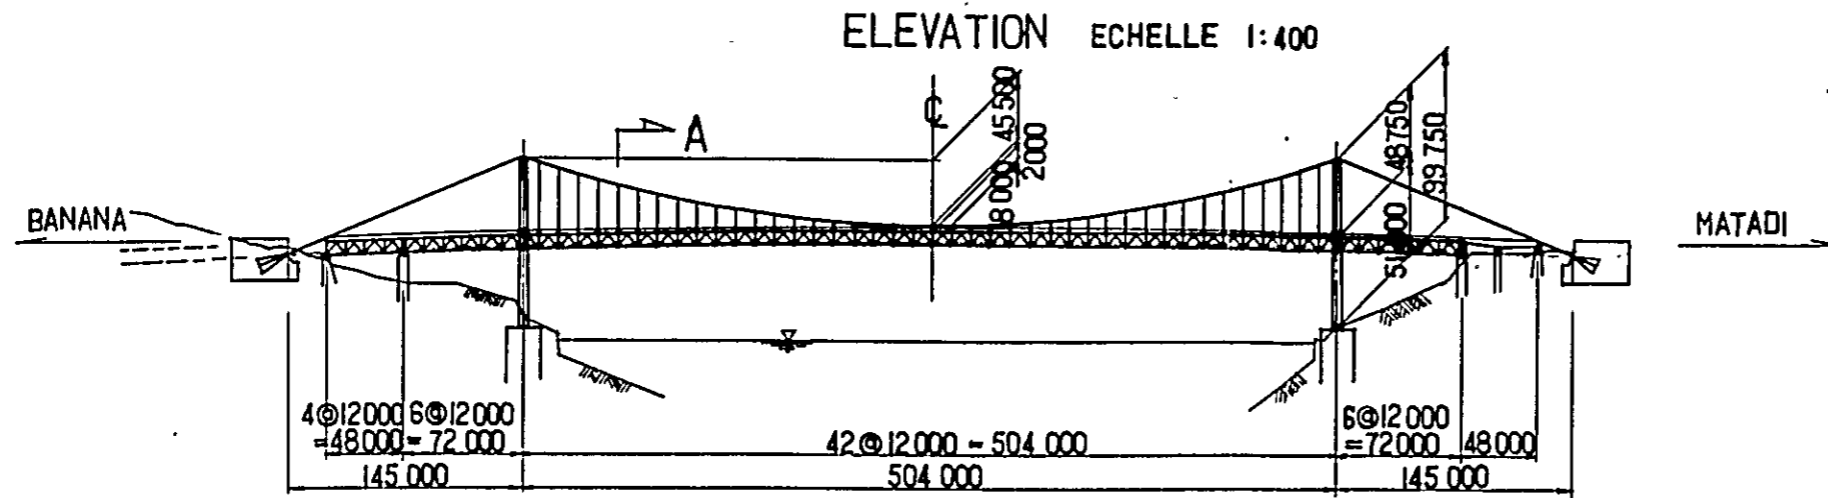 ELEVATION ECHELLE 1:400
℄
45 500
2000
8 000
48 750
99 750
A
BANANA
MATADI
4@12 000 6@12 000
=48 000 = 72 000
42@12 000 = 504 000
6@12 000
=72 000 48 000
145 000
504 000
145 000